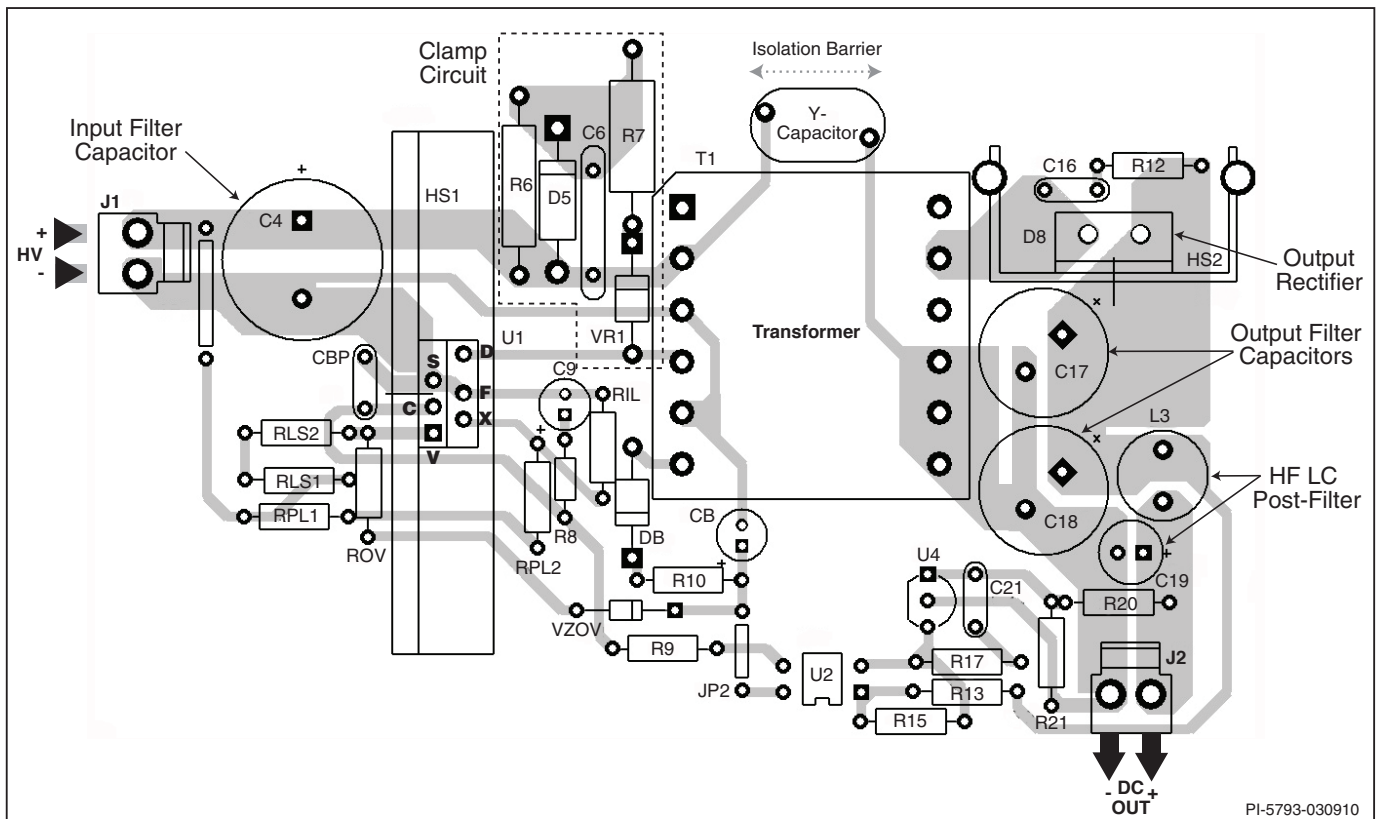 Clamp
Circuit
Isolation Barrier
Y-
Capacitor
Input Filter
Capacitor
+
J1
C4
HS1
R6
D5
C6
R7
T1
C16
R12
+
HV
-
D8
HS2
Output
Rectifier
VR1
Transformer
x
Output Filter
Capacitors
C17
U1
D
S
F
C
X
V
CBP
C9
+
RIL
RLS2
RLS1
RPL1
ROV
RPL2
R8
DB
CB
+
R10
x
C18
L3
HF LC
Post-Filter
+
C19
U4
C21
R20
VZOV
R9
JP2
U2
R17
R13
R15
R21
J2
- DC +
OUT
PI-5793-030910